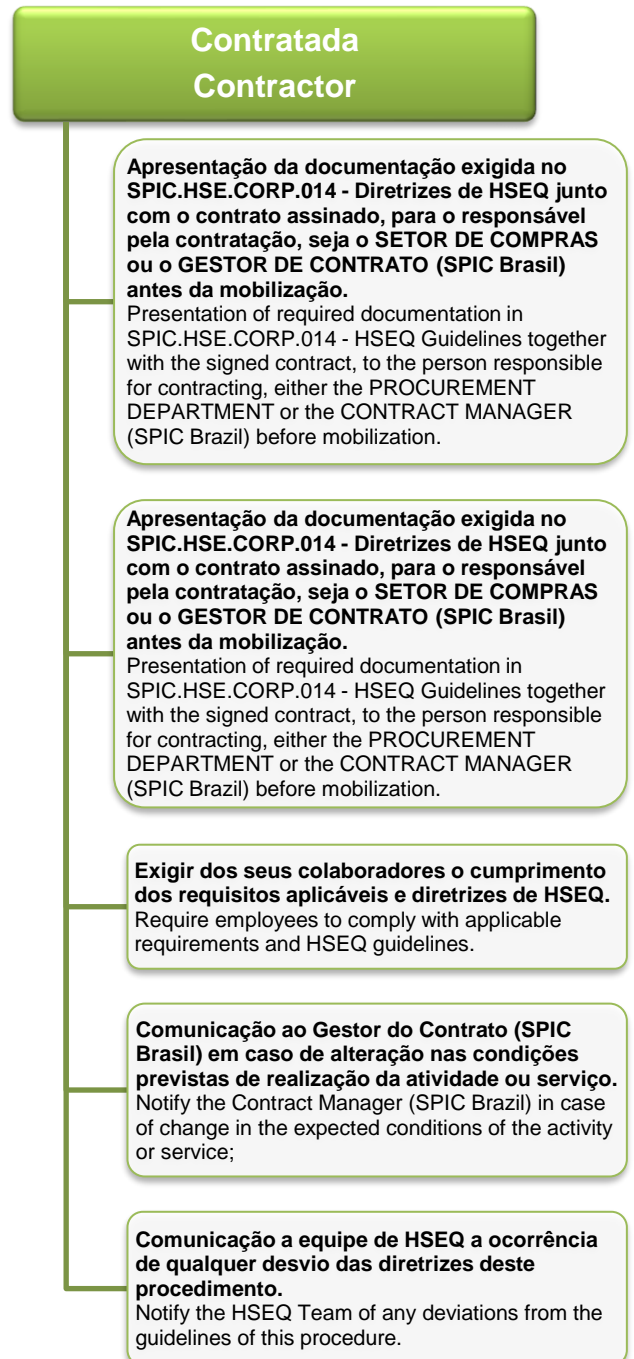 Contratada
Contractor
Apresentação da documentação exigida no
SPIC.HSE.CORP.014 - Diretrizes de HSEQ junto
com o contrato assinado, para o responsável
pela contratação, seja o SETOR DE COMPRAS
ou o GESTOR DE CONTRATO (SPIC Brasil)
antes da mobilização.
Presentation of required documentation in
SPIC.HSE.CORP.014 - HSEQ Guidelines together
with the signed contract, to the person responsible
for contracting, either the PROCUREMENT
DEPARTMENT or the CONTRACT MANAGER
(SPIC Brazil) before mobilization.
Apresentação da documentação exigida no
SPIC.HSE.CORP.014 - Diretrizes de HSEQ junto
com o contrato assinado, para o responsável
pela contratação, seja o SETOR DE COMPRAS
ou o GESTOR DE CONTRATO (SPIC Brasil)
antes da mobilização.
Presentation of required documentation in
SPIC.HSE.CORP.014 - HSEQ Guidelines together
with the signed contract, to the person responsible
for contracting, either the PROCUREMENT
DEPARTMENT or the CONTRACT MANAGER
(SPIC Brazil) before mobilization.
Exigir dos seus colaboradores o cumprimento
dos requisitos aplicáveis e diretrizes de HSEQ.
Require employees to comply with applicable
requirements and HSEQ guidelines.
Comunicação ao Gestor do Contrato (SPIC
Brasil) em caso de alteração nas condições
previstas de realização da atividade ou serviço.
Notify the Contract Manager (SPIC Brazil) in case
of change in the expected conditions of the activity
or service;
Comunicação a equipe de HSEQ a ocorrência
de qualquer desvio das diretrizes deste
procedimento.
Notify the HSEQ Team of any deviations from the
guidelines of this procedure.